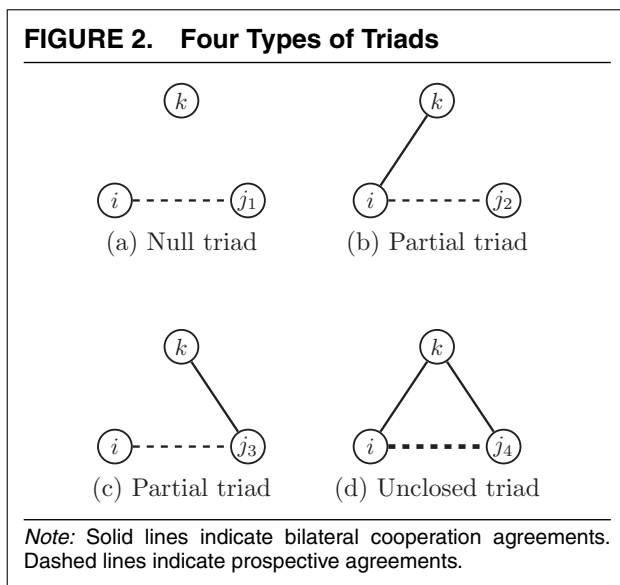 FIGURE 2. Four Types of Triads
k
i
j1
(a) Null triad
k
i
j2
(b) Partial triad
k
i
j3
(c) Partial triad
k
i
j4
(d) Unclosed triad
Note: Solid lines indicate bilateral cooperation agreements.
Dashed lines indicate prospective agreements.